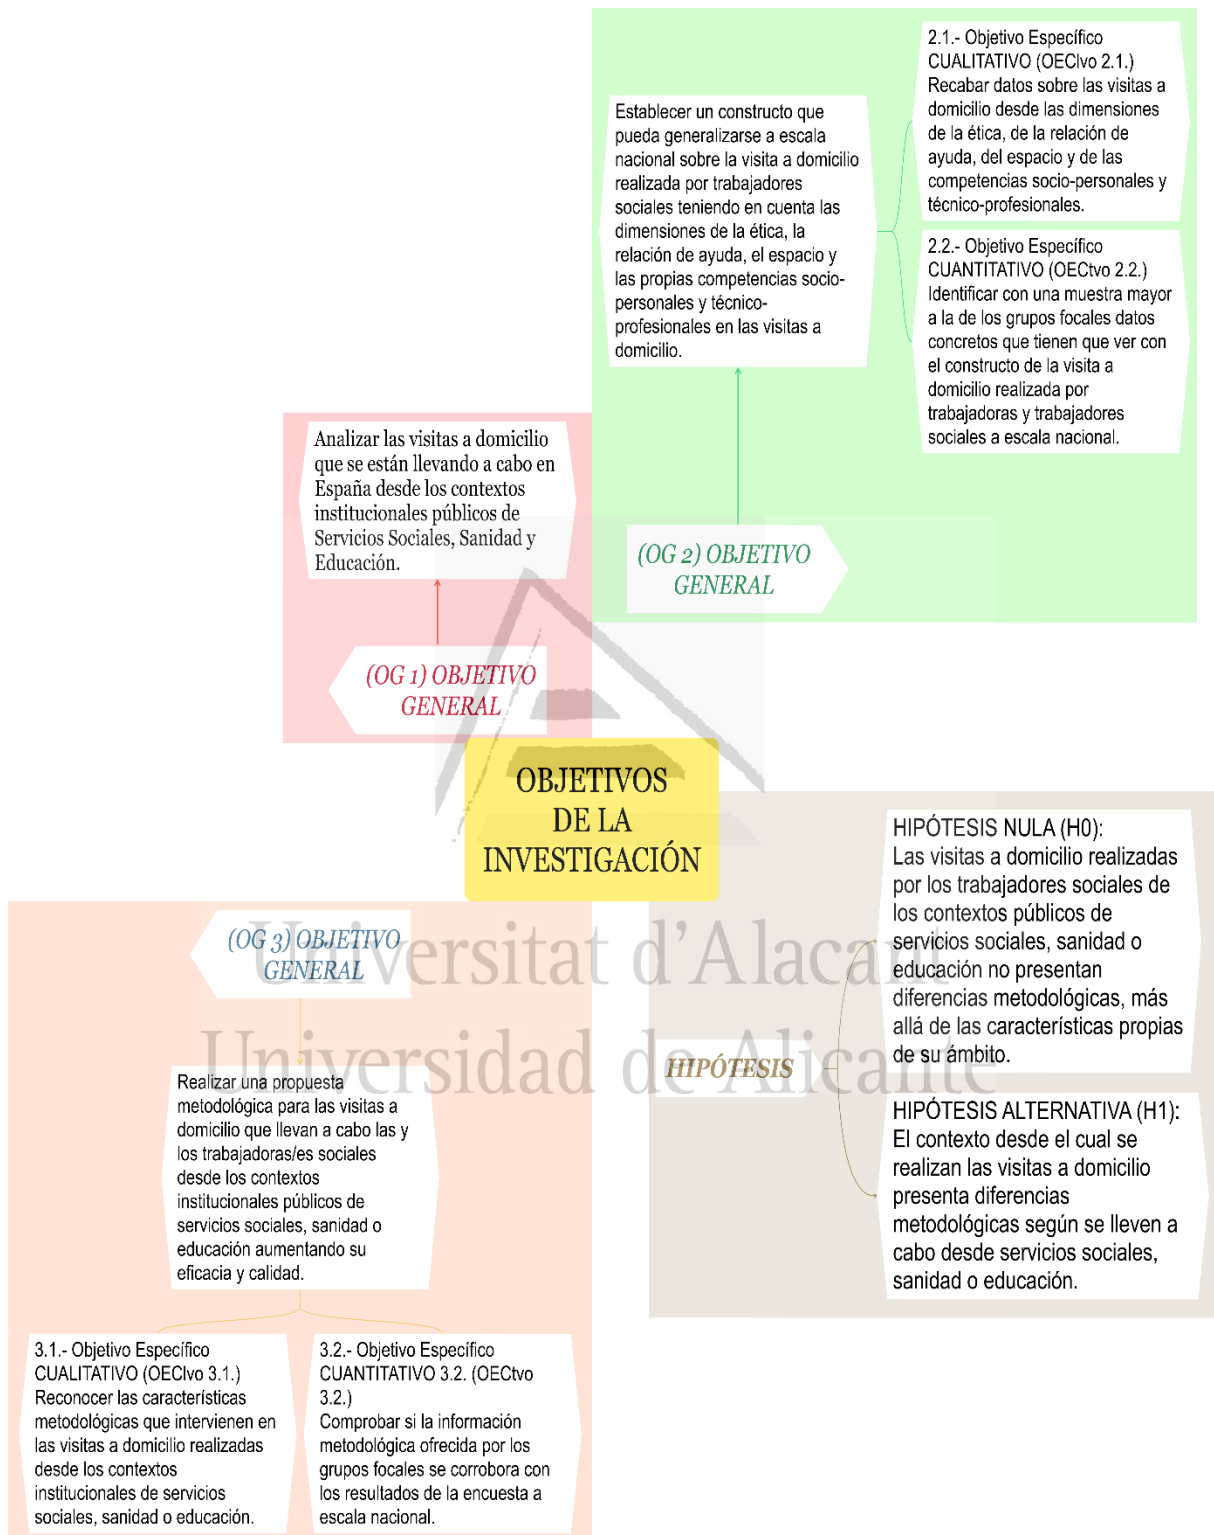 2.1.- Objetivo Específico
CUALITATIVO (OEClvo 2.1.)
Recabar datos sobre las visitas a
domicilio desde las dimensiones
de la ética, de la relación de
ayuda, del espacio y de las
competencias socio-personales y
técnico-profesionales.
Establecer un constructo que
pueda generalizarse a escala
nacional sobre la visita a domicilio
realizada por trabajadores
sociales teniendo en cuenta las
dimensiones de la ética, la
relación de ayuda, el espacio y
las propias competencias socio-
personales y técnico-
profesionales en las visitas a
domicilio.
2.2.- Objetivo Específico
CUANTITATIVO (OECtvo 2.2.)
Identificar con una muestra mayor
a la de los grupos focales datos
concretos que tienen que ver con
el constructo de la visita a
domicilio realizada por
trabajadoras y trabajadores
sociales a escala nacional.
(OG 2) OBJETIVO
GENERAL
Analizar las visitas a domicilio
que se están llevando a cabo en
España desde los contextos
institucionales públicos de
Servicios Sociales, Sanidad y
Educación.
(OG 1) OBJETIVO
GENERAL
OBJETIVOS
DE LA
INVESTIGACIÓN
HIPÓTESIS NULA (H0):
Las visitas a domicilio realizadas
por los trabajadores sociales de
los contextos públicos de
servicios sociales, sanidad o
educación no presentan
diferencias metodológicas, más
allá de las características propias
de su ámbito.
HIPÓTESIS
HIPÓTESIS ALTERNATIVA (H1):
El contexto desde el cual se
realizan las visitas a domicilio
presenta diferencias
metodológicas según se lleven a
cabo desde servicios sociales,
sanidad o educación.
(OG 3) OBJETIVO
GENERAL
Universitat d'Alacant
Universidad de Alicante
Realizar una propuesta
metodológica para las visitas a
domicilio que llevan a cabo las y
los trabajadoras/es sociales
desde los contextos
institucionales públicos de
servicios sociales, sanidad o
educación aumentando su
eficacia y calidad.
3.1.- Objetivo Específico
CUALITATIVO (OEClvo 3.1.)
Reconocer las características
metodológicas que intervienen en
las visitas a domicilio realizadas
desde los contextos
institucionales de servicios
sociales, sanidad o educación.
3.2.- Objetivo Específico
CUANTITATIVO 3.2. (OECtvo
3.2.)
Comprobar si la información
metodológica ofrecida por los
grupos focales se corrobora con
los resultados de la encuesta a
escala nacional.